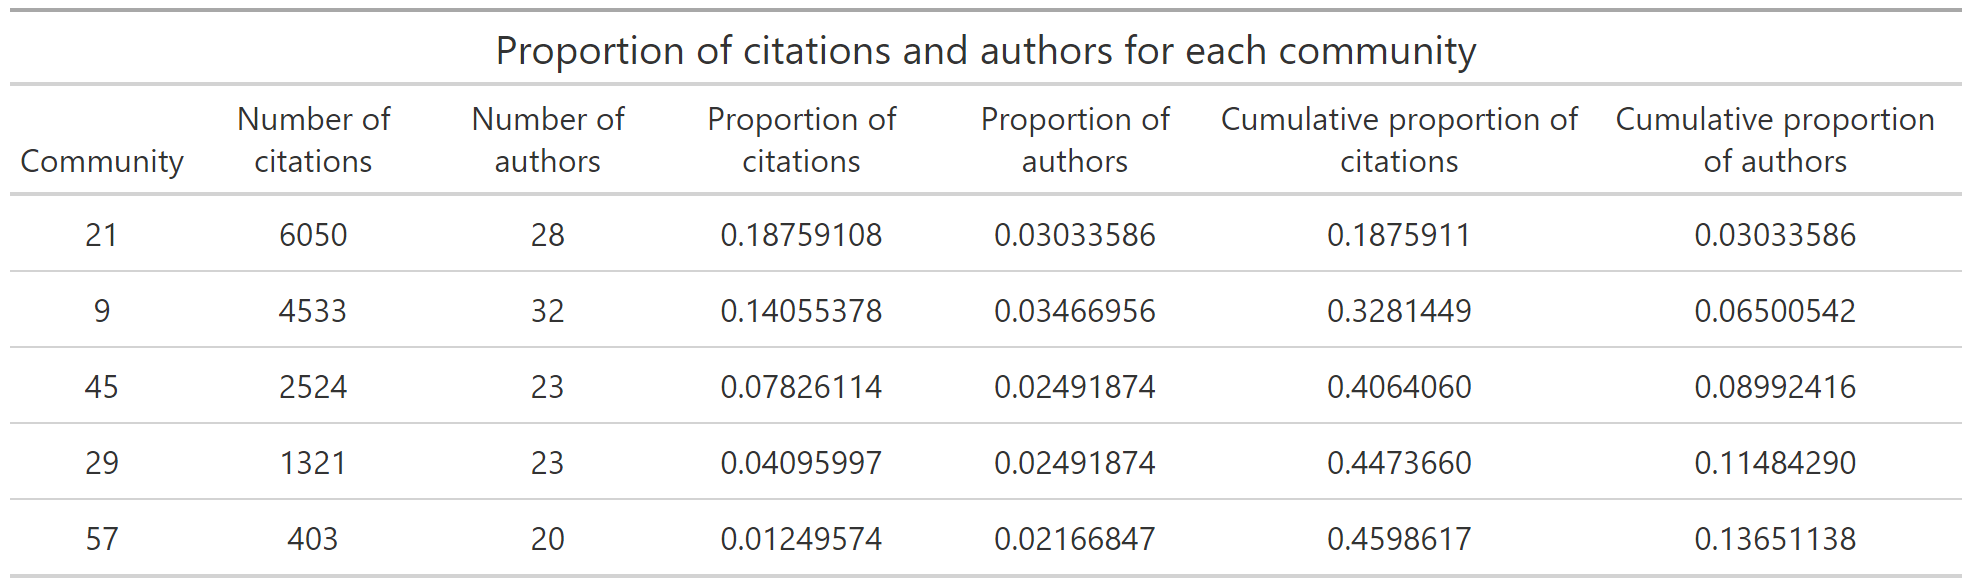 Proportion of citations and authors for each community
Number of Number of Proportion of Proportion of Cumulative proportion of Cumulative proportion
Community citations authors citations authors citations of authors
21 6050 28 0.18759108 0.03033586 0.1875911 0.03033586
9 4533 32 0.14055378 0.03466956 0.3281449 0.06500542
45 2524 23 0.07826114 0.02491874 0.4064060 0.08992416
29 1321 23 0.04095997 0.02491874 0.4473660 0.11484290
57 403 20 0.01249574 0.02166847 0.4598617 0.13651138